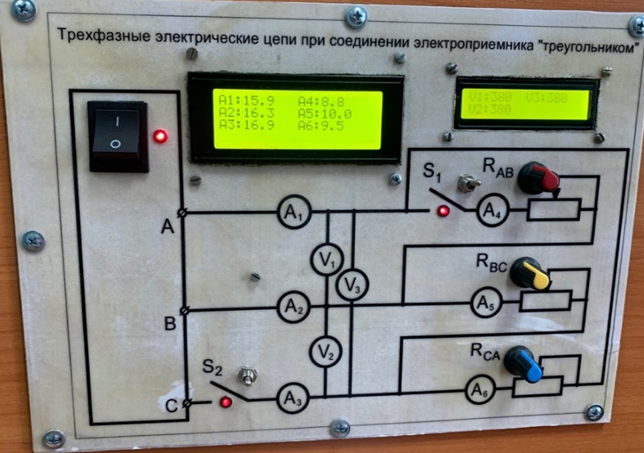 Трехфазные электрические цепи при соединении электроприемника "треугольником"
A1:15.9 A4:8.8
A2:16.3 A5:10.0
A3:16.9 A6:9.5
V1:380 V3:380
V2:380
I
O
S1
RAB
A
A1
A4
V1
V3
RBC
B
A2
A5
V2
RCA
S2
C
A3
A6